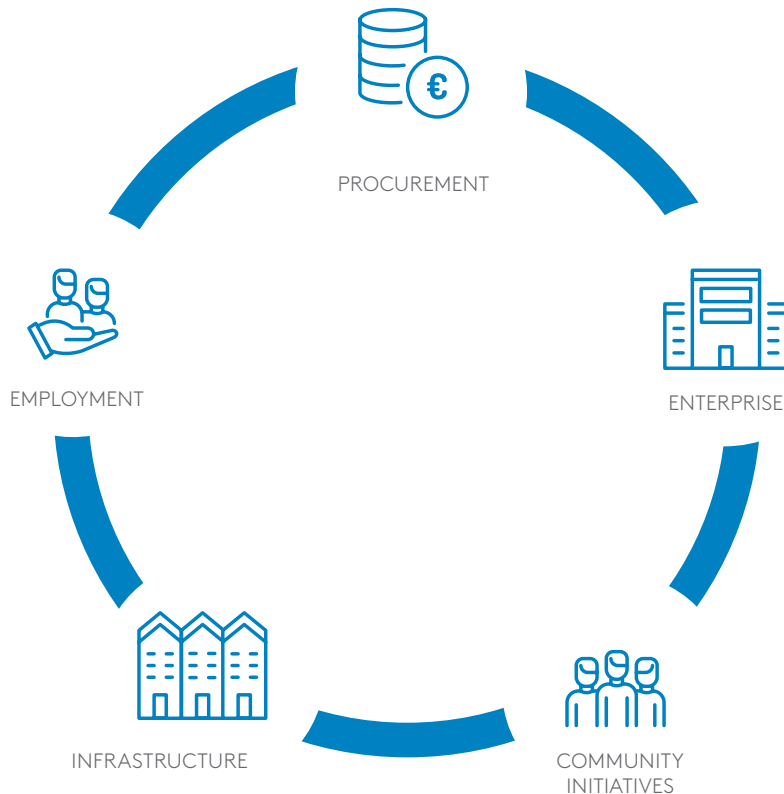 €
PROCUREMENT
EMPLOYMENT
ENTERPRISE
INFRASTRUCTURE
COMMUNITY
INITIATIVES